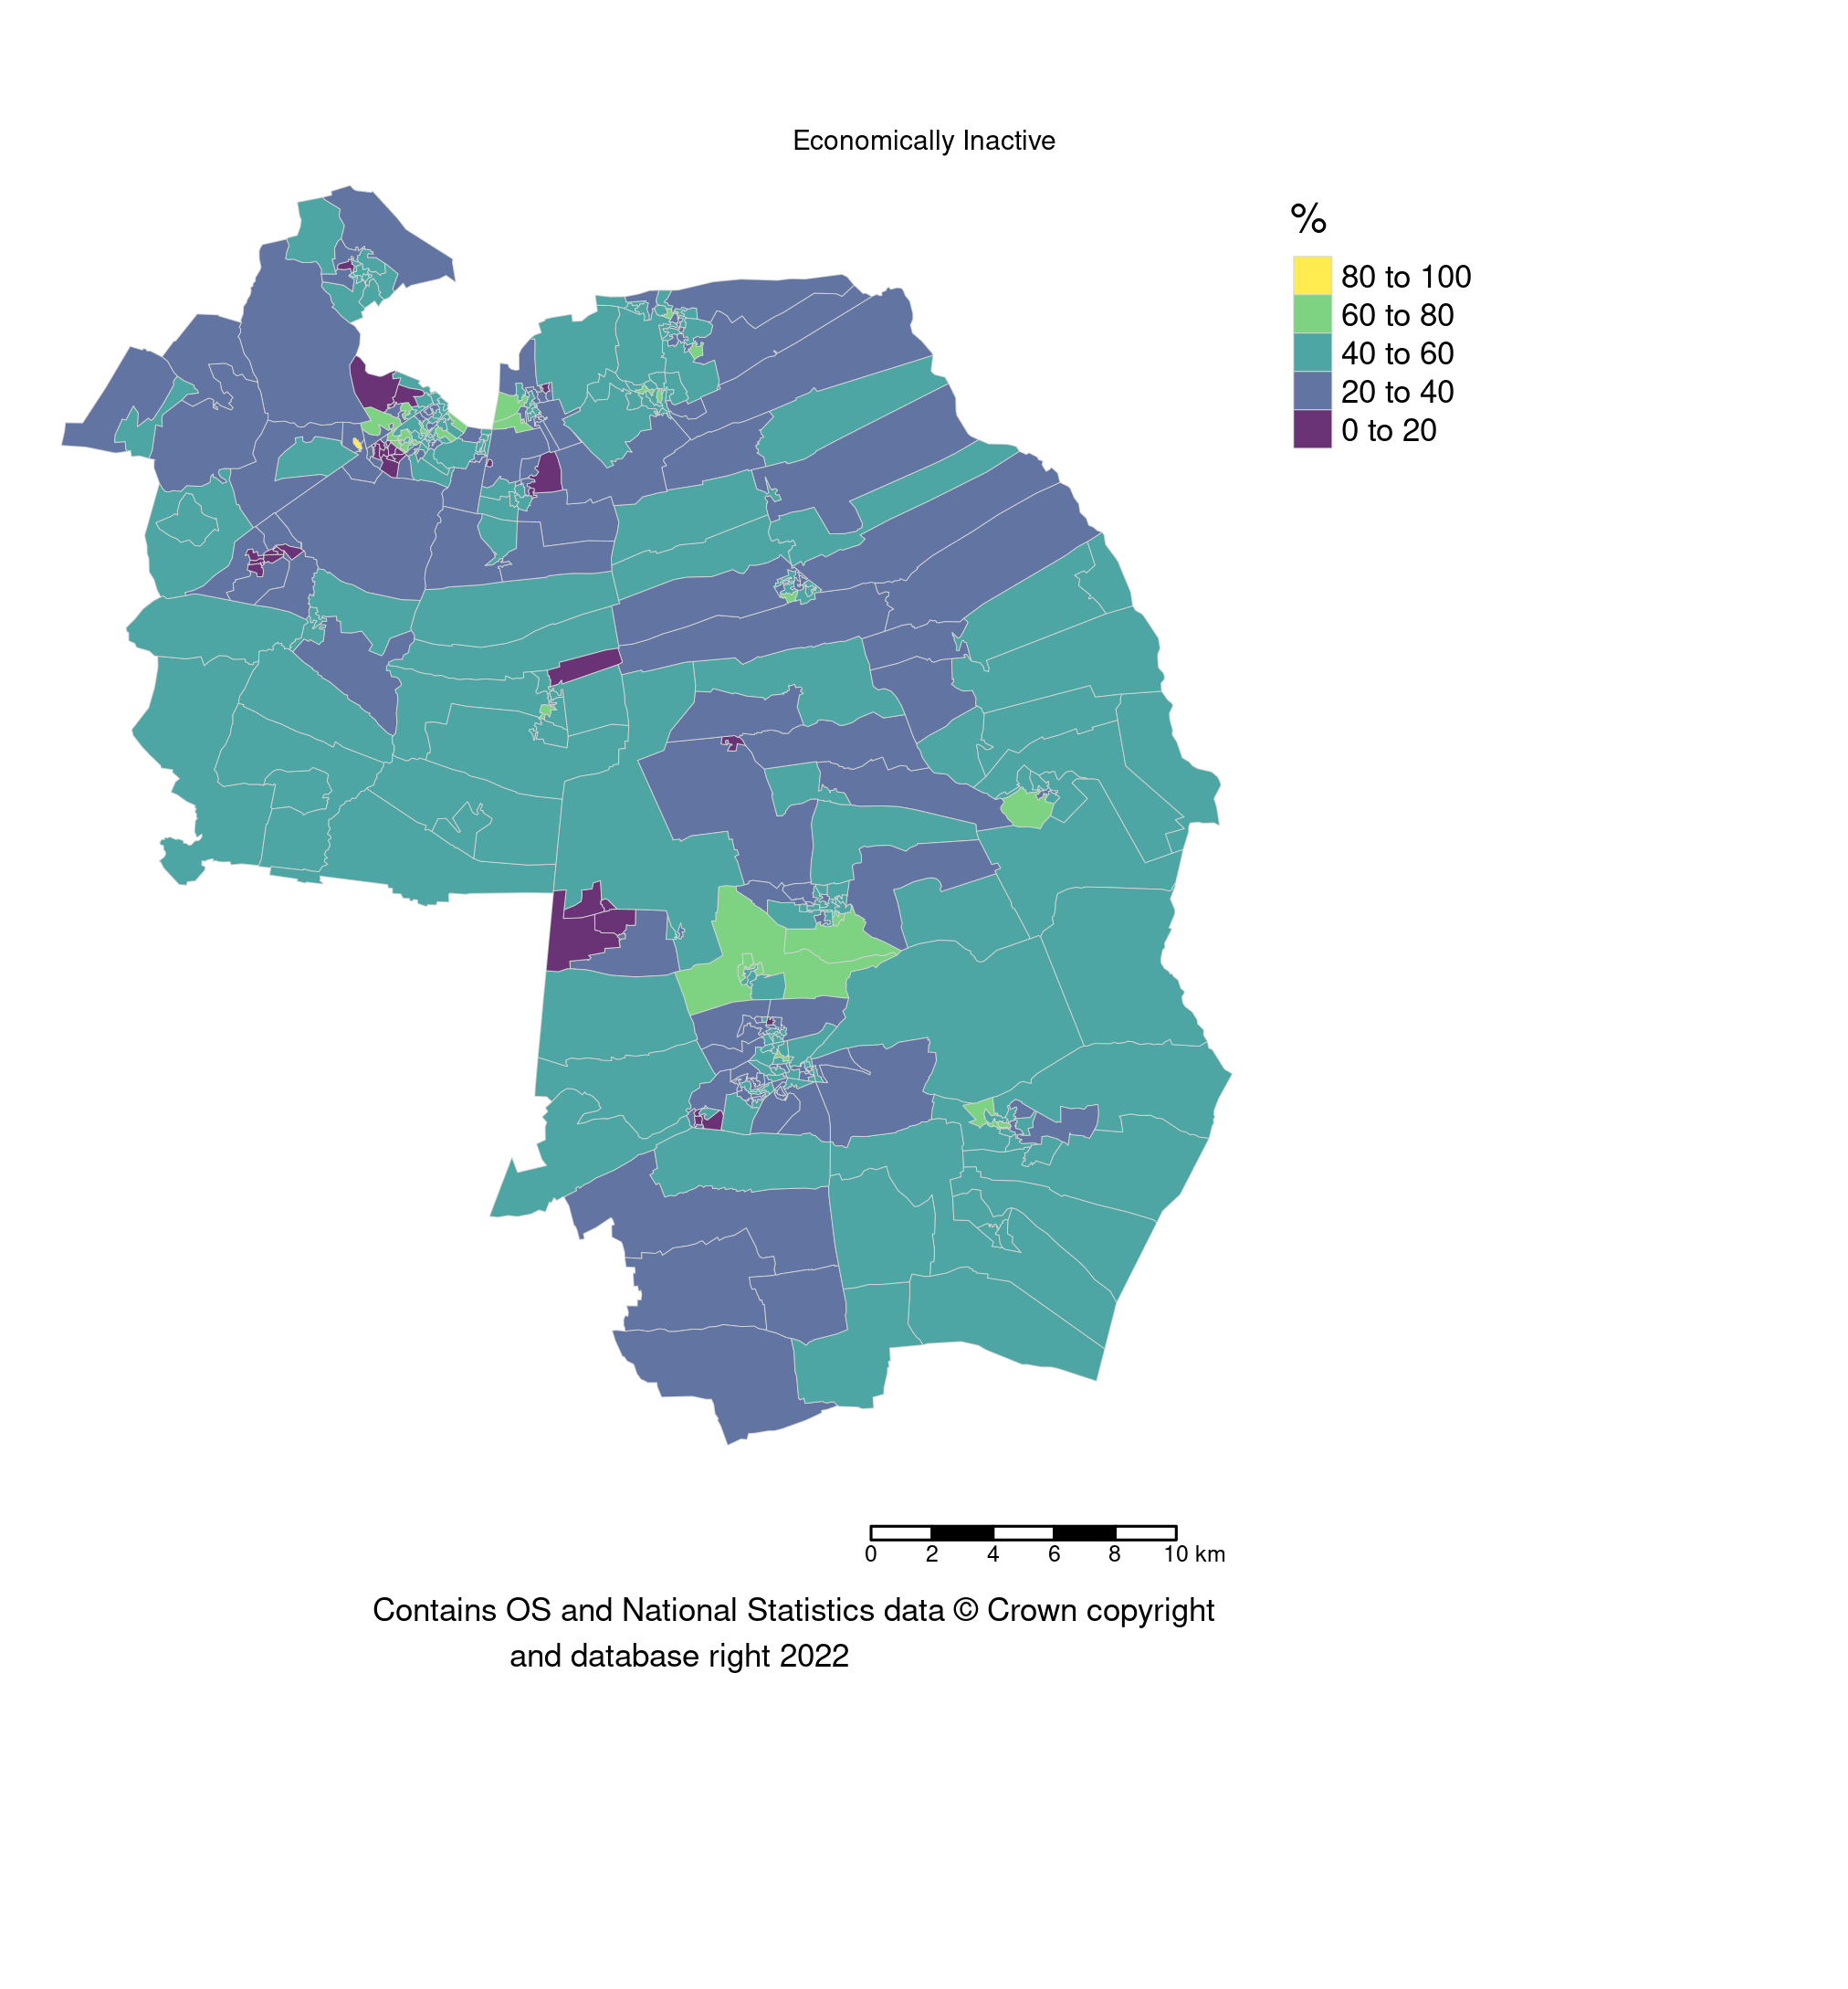 Economically Inactive
%
80 to 100
60 to 80
40 to 60
20 to 40
0 to 20
0 2 4 6 8 10 km
Contains OS and National Statistics data © Crown copyright
and database right 2022